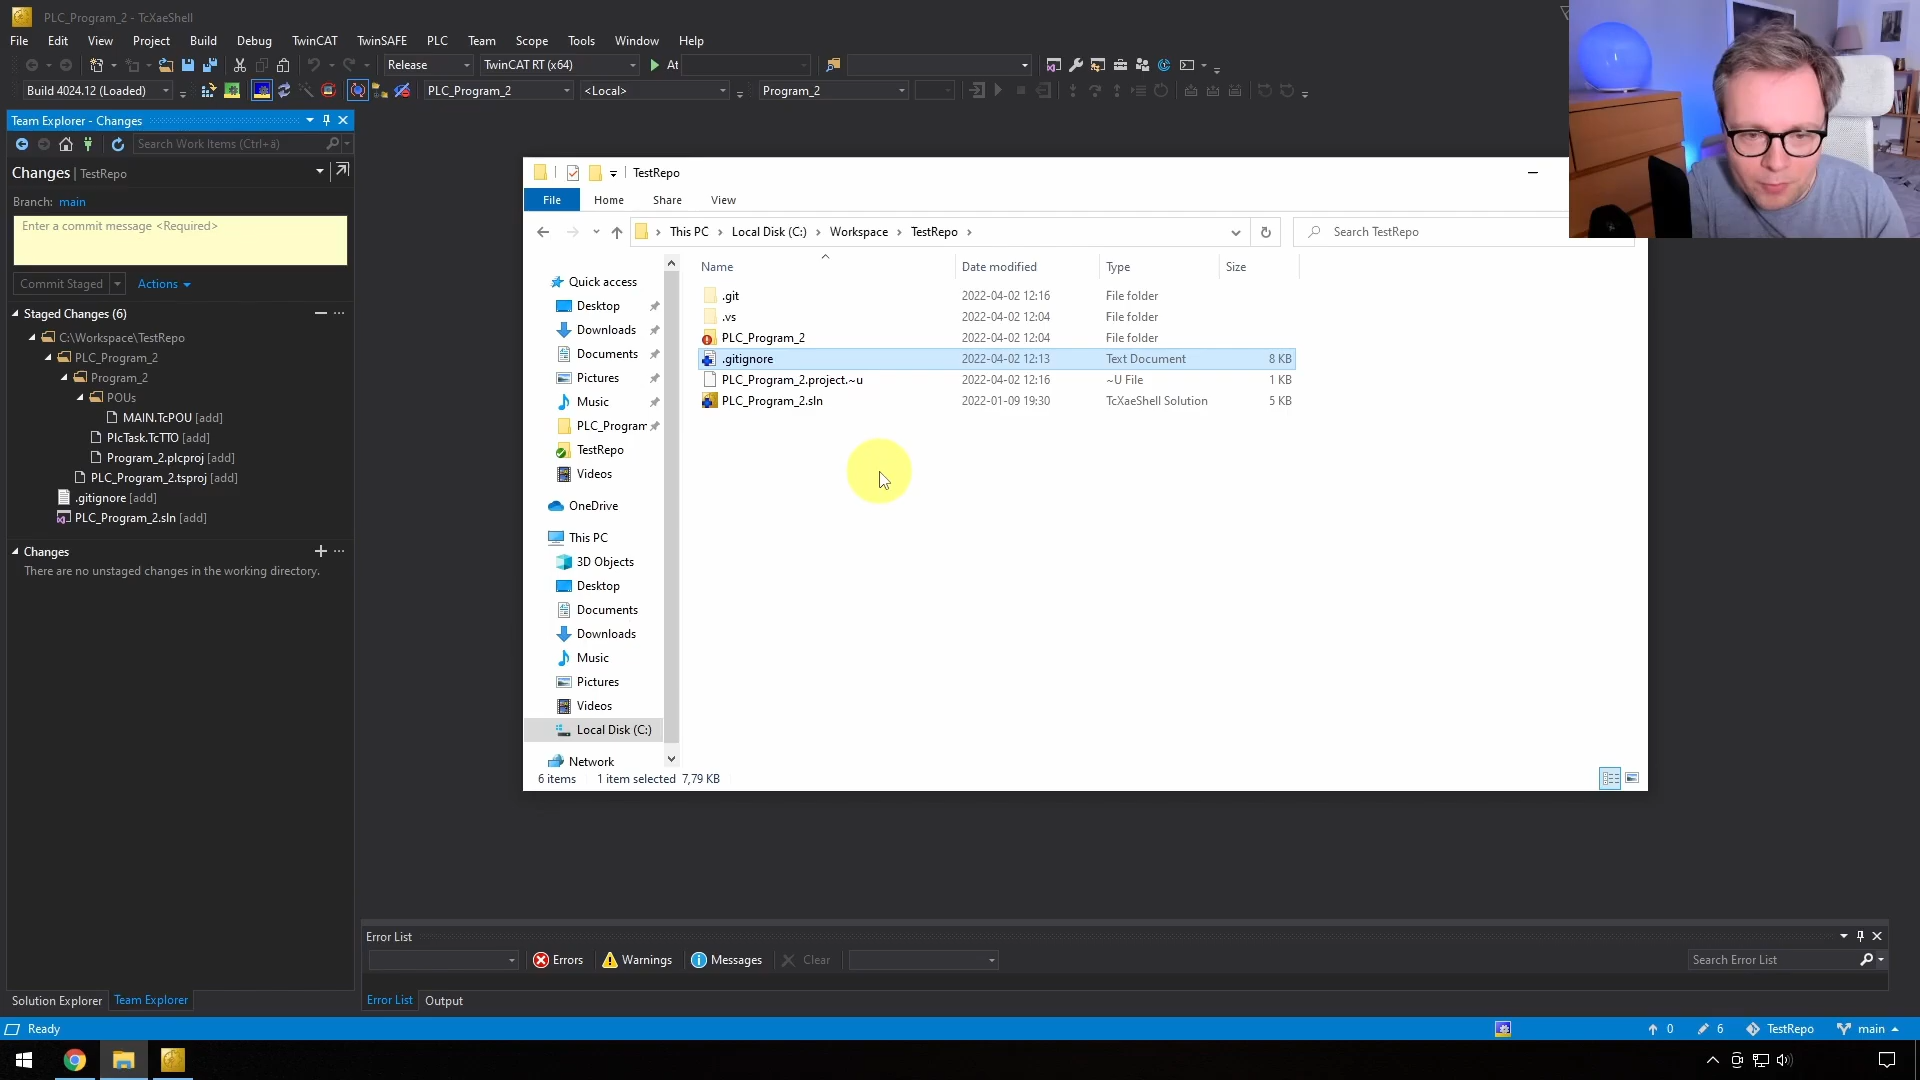 PLC_Program_2 - TcXaeShell
File Edit View Project Build Debug TwinCAT TwinSAFE PLC Team Scope Tools Window Help
Release TwinCAT RT (x64) At
Build 4024.12 (Loaded) PLC_Program_2 <Local> Program_2
Team Explorer - Changes
Search Work Items (Ctrl+ä)
Changes | TestRepo
Branch: main
Enter a commit message <Required>
Commit Staged Actions
Staged Changes (6)
C:\Workspace\TestRepo
PLC_Program_2
Program_2
POUs
MAIN.TcPOU [add]
PlcTask.TcTTO [add]
Program_2.plcproj [add]
PLC_Program_2.tsproj [add]
.gitignore [add]
PLC_Program_2.sln [add]
Changes
There are no unstaged changes in the working directory.
Solution Explorer Team Explorer
TestRepo
File Home Share View
This PC Local Disk (C:) Workspace TestRepo
Search TestRepo
Quick access
Desktop
Downloads
Documents
Pictures
Music
PLC_Program
TestRepo
Videos
OneDrive
This PC
3D Objects
Desktop
Documents
Downloads
Music
Pictures
Videos
Local Disk (C:)
Network
Name Date modified Type Size
.git 2022-04-02 12:16 File folder
.vs 2022-04-02 12:04 File folder
PLC_Program_2 2022-04-02 12:04 File folder
.gitignore 2022-04-02 12:13 Text Document 8 KB
PLC_Program_2.project.~u 2022-04-02 12:16 ~U File 1 KB
PLC_Program_2.sln 2022-01-09 19:30 TcXaeShell Solution 5 KB
6 items 1 item selected 7,79 KB
Error List
Errors Warnings Messages Clear
Search Error List
Error List Output
Ready
0 6 TestRepo main